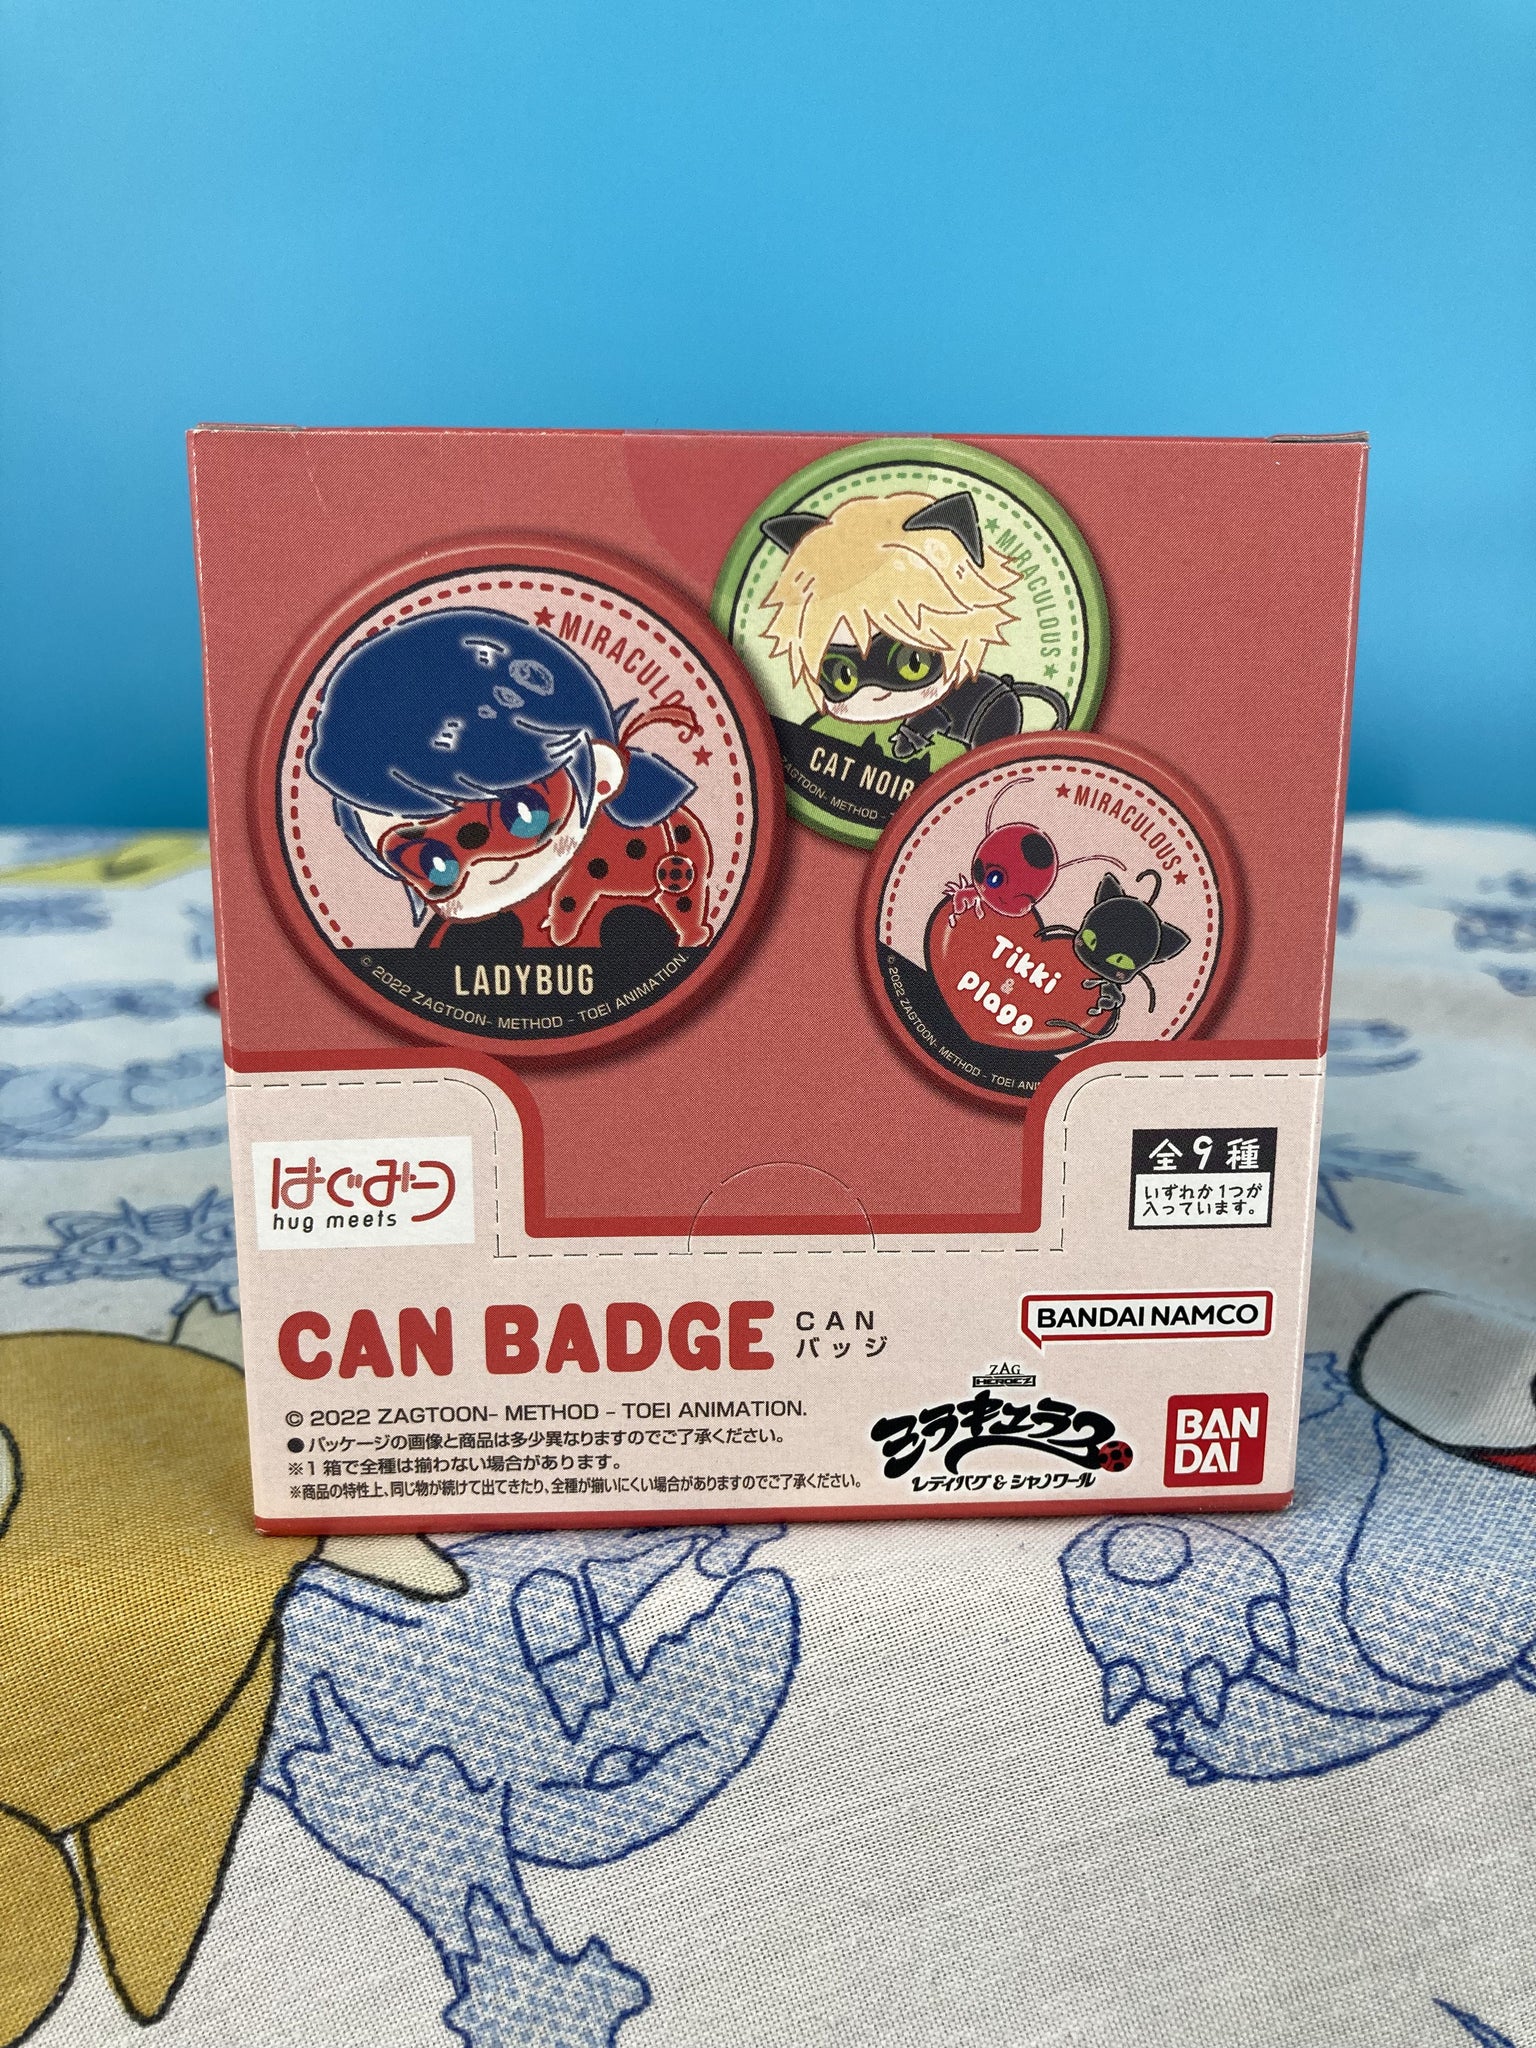 ★MIRACULOUS★
CAT NOIR
ZAGTOON- METHOD - T
★MIRACULOUS★
LADYBUG
© 2022 ZAGTOON- METHOD - TOEI ANIMATION.
★MIRACULOUS★
Tikki
&
plagg
© 2022 ZAGTOON- METHOD - TOEI ANI
はぐみーつ
hug meets
全9種
いずれか1つが
入っています。
CAN BADGE
CAN
バッジ
BANDAI NAMCO
© 2022 ZAGTOON- METHOD - TOEI ANIMATION.
●パッケージの画像と商品は多少異なりますのでご了承ください。
※1箱で全種は揃わない場合があります。
※商品の特性上、同じ物が続けて出てきたり、全種が揃いにくい場合がありますのでご了承ください。
ZAG
HEROEZ
ミラキュラス
レディバグ&シャノワール
BAN
DAI